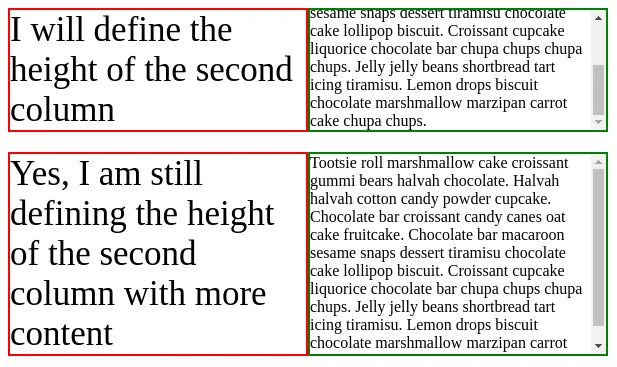 I will define the
height of the second
column
sesame snaps dessert tiramisu chocolate
cake lollipop biscuit. Croissant cupcake
liquorice chocolate bar chupa chups chupa
chups. Jelly jelly beans shortbread tart
icing tiramisu. Lemon drops biscuit
chocolate marshmallow marzipan carrot
cake chupa chups.
Yes, I am still
defining the height
of the second
column with more
content
Tootsie roll marshmallow cake croissant
gummi bears halvah chocolate. Halvah
halvah cotton candy powder cupcake.
Chocolate bar croissant candy canes oat
cake fruitcake. Chocolate bar macaroon
sesame snaps dessert tiramisu chocolate
cake lollipop biscuit. Croissant cupcake
liquorice chocolate bar chupa chups chupa
chups. Jelly jelly beans shortbread tart
icing tiramisu. Lemon drops biscuit
chocolate marshmallow marzipan carrot